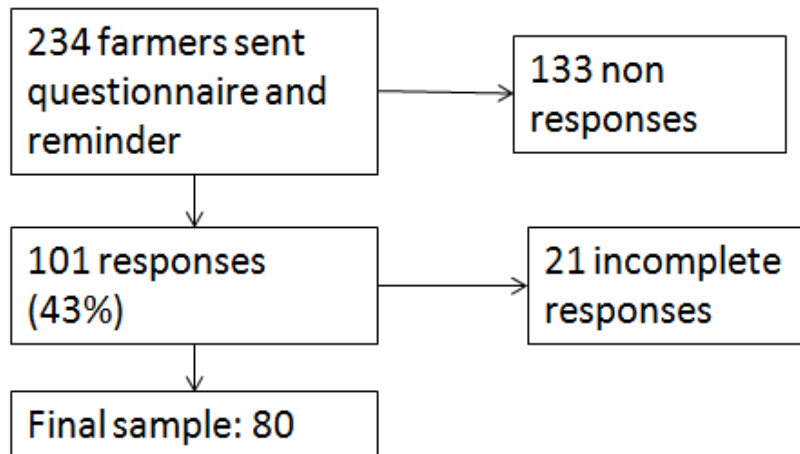 234 farmers sent
questionnaire and
reminder
133 non
responses
101 responses
(43%)
21 incomplete
responses
Final sample: 80